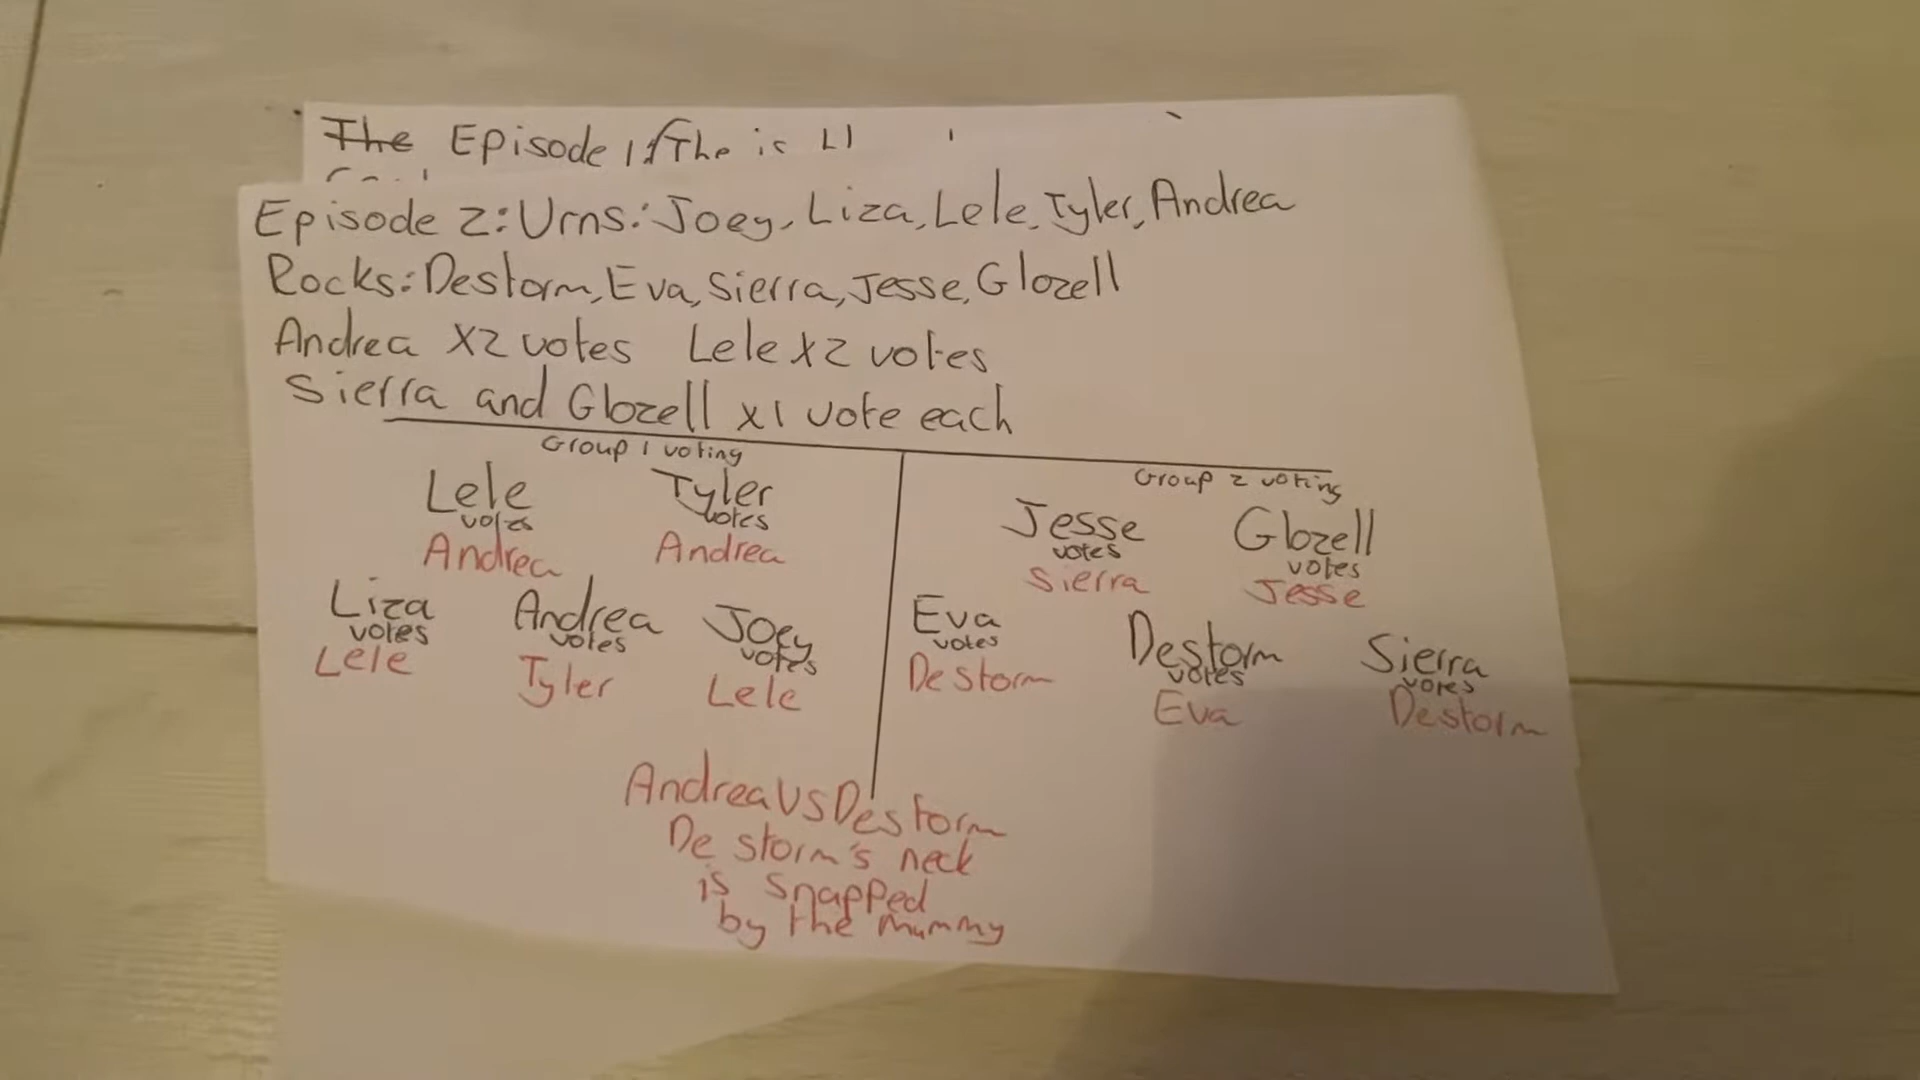 The Episode 1: The is
Episode 2: Urns: Joey, Liza, Lele, Tyler, Andrea
Rocks: Destorm, Eva, Sierra, Jesse, Glozell
Andrea x2 votes Lele x2 votes
Sierra and Glozell x1 vote each
Group 1 voting
Lele votes Andrea
Tyler votes Andrea
Liza votes Lele
Andrea votes Tyler
Joey votes Lele
Group 2 voting
Jesse votes Sierra
Glozell votes Jesse
Eva votes Destorm
Destorm votes Eva
Sierra votes Destorm
Andrea VS Destorm
De storm's neck
is snapped
by the mummy